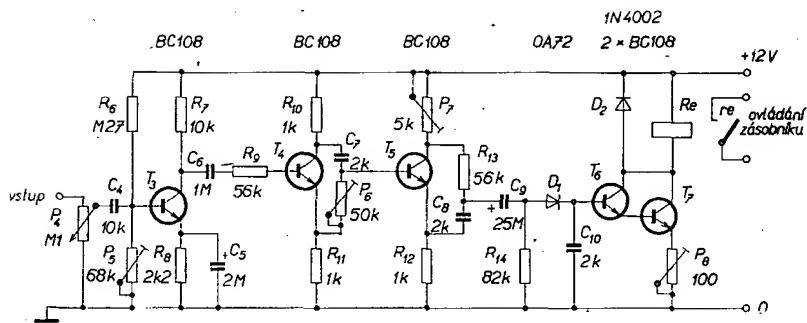 BC108 BC108 BC108 OA72 1N4002
2 × BC108
+12V
R6
M27
R7
10k
R10
1k
P7
5k
D2
Re
re
ovládání
zásobníku
C6
1M
R9
56k
T4
C7
2k
T5
R13
56k
T3
vstup
P4
M1
C4
10k
P6
50k
C8
2k
C9
+
25M
D1
T6
T7
P5
68k
R8
2k2
+
C5
2M
R11
1k
R12
1k
R14
82k
C10
2k
P8
100
0